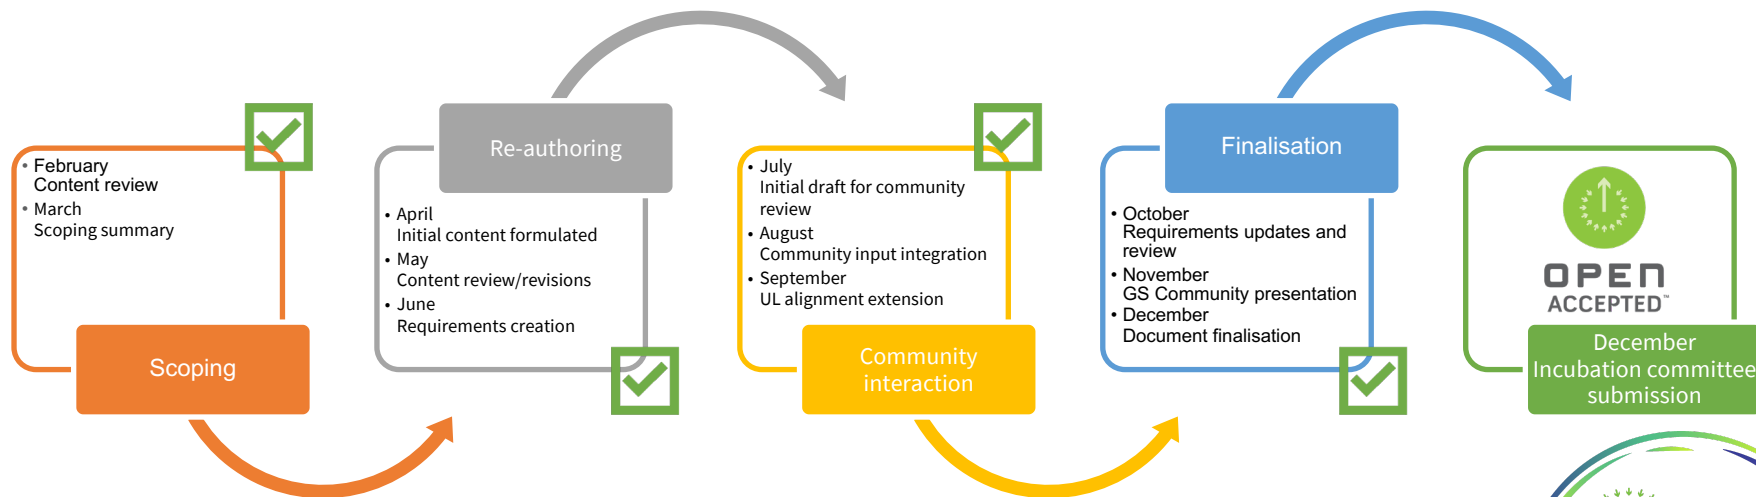 • February
Content review
• March
Scoping summary
Scoping
Re-authoring
• April
Initial content formulated
• May
Content review/revisions
• June
Requirements creation
• July
Initial draft for community
review
• August
Community input integration
• September
UL alignment extension
Community
interaction
Finalisation
• October
Requirements updates and
review
• November
GS Community presentation
• December
Document finalisation
OPEN
ACCEPTED™
December
Incubation committee
submission